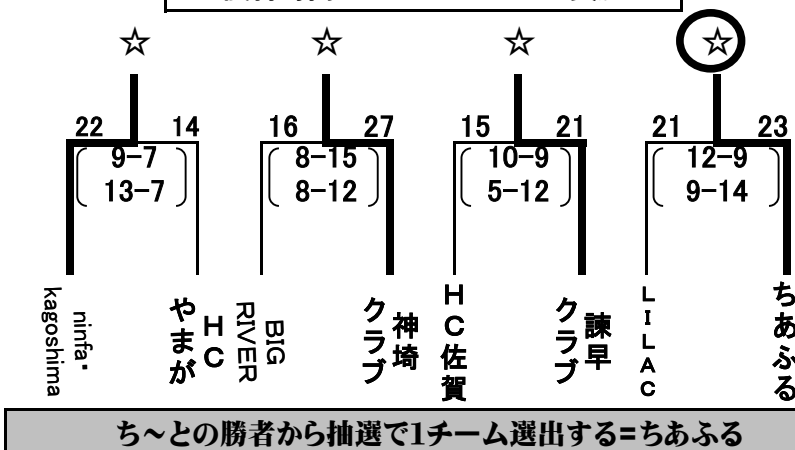 ☆ ☆ ☆ ☆
22 14 16 27 15 21 21 23
9-7 8-15 10-9 12-9
13-7 8-12 5-12 9-14
ninfa・
kagoshima
HC
やまが
BIG
RIVER
神埼
クラブ
HC佐賀
諫早
クラブ
LILAC
ちあふる
ち～との勝者から抽選で1チーム選出する=ちあふる